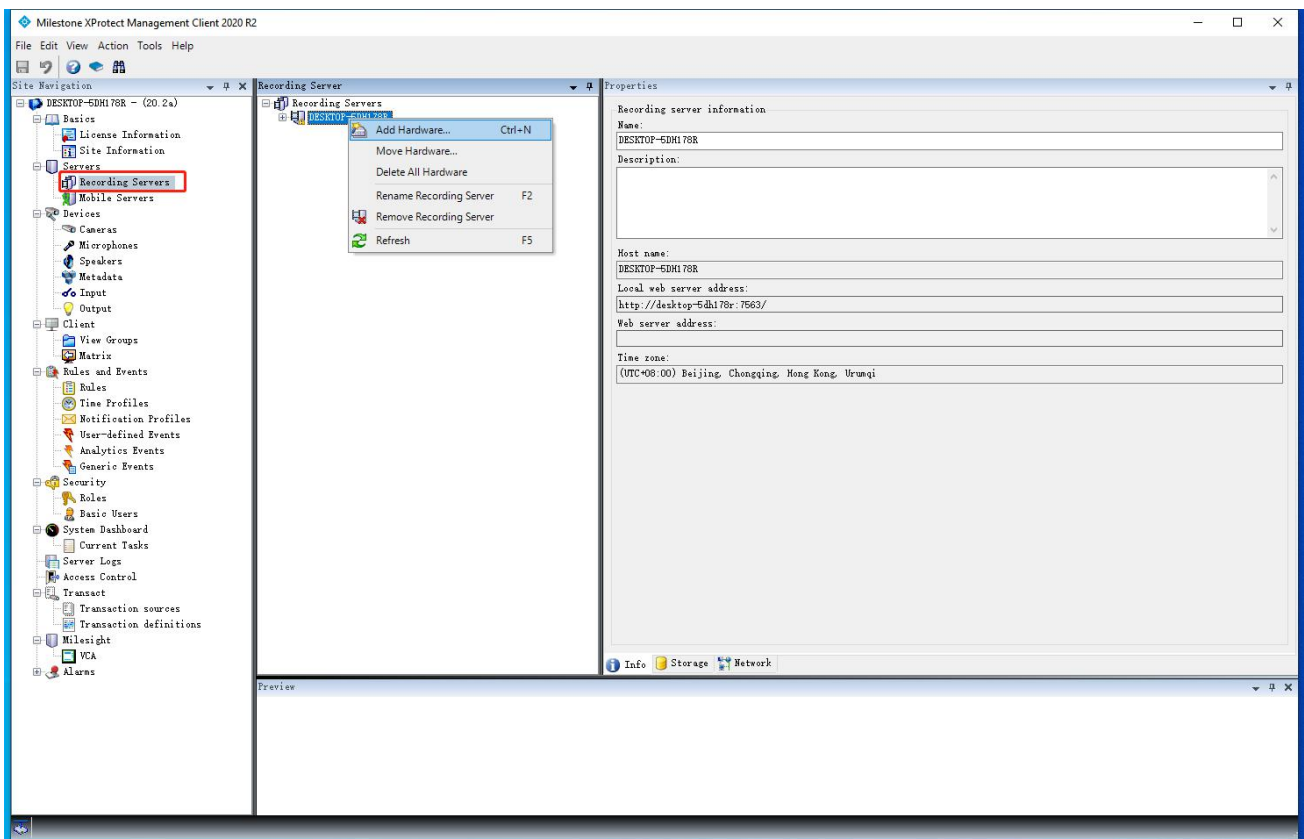 Milestone XProtect Management Client 2020 R2
File Edit View Action Tools Help
Site Navigation
DESKTOP-5DH178R - (20.2a)
Basics
License Information
Site Information
Servers
Recording Servers
Mobile Servers
Devices
Cameras
Microphones
Speakers
Metadata
Input
Output
Client
View Groups
Matrix
Rules and Events
Rules
Time Profiles
Notification Profiles
User-defined Events
Analytics Events
Generic Events
Security
Roles
Basic Users
System Dashboard
Current Tasks
Server Logs
Access Control
Transact
Transaction sources
Transaction definitions
Milesight
VCA
Alarms
Recording Server
Recording Servers
DESKTOP-5DH178R
Add Hardware... Ctrl+N
Move Hardware...
Delete All Hardware
Rename Recording Server F2
Remove Recording Server
Refresh F5
Properties
Recording server information
Name:
DESKTOP-5DH178R
Description:
Host name:
DESKTOP-5DH178R
Local web server address:
http://desktop-5dh178r:7563/
Web server address:
Time zone:
(UTC+08:00) Beijing, Chongqing, Hong Kong, Urumqi
Info Storage Network
Preview